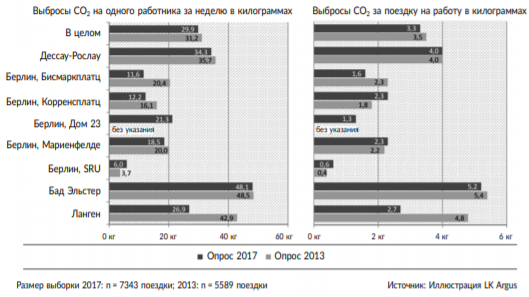 Выбросы CO2 на одного работника за неделю в килограммах
Выбросы CO2 за поездку на работу в килограммах
В целом 29,9 31,2 3,3 3,5
Дессау-Рослау 34,3 35,7 4,0 4,0
Берлин, Бисмаркплатц 11,6 20,4 1,6 2,3
Берлин, Корренсплатц 12,2 16,1 2,3 1,8
Берлин, Дом 23 21,3 без указания 1,3 без указания
Берлин, Мариенфелде 18,5 20,0 2,3 2,2
Берлин, SRU 6,0 3,7 0,6 0,4
Бад Эльстер 48,1 48,5 5,2 5,4
Ланген 26,9 42,9 2,7 4,8
0 кг 20 кг 40 кг 60 кг 0 кг 2 кг 4 кг 6 кг
Опрос 2017 Опрос 2013
Размер выборки 2017: n = 7343 поездки; 2013: n = 5589 поездки
Источник: Иллюстрация LK Argus